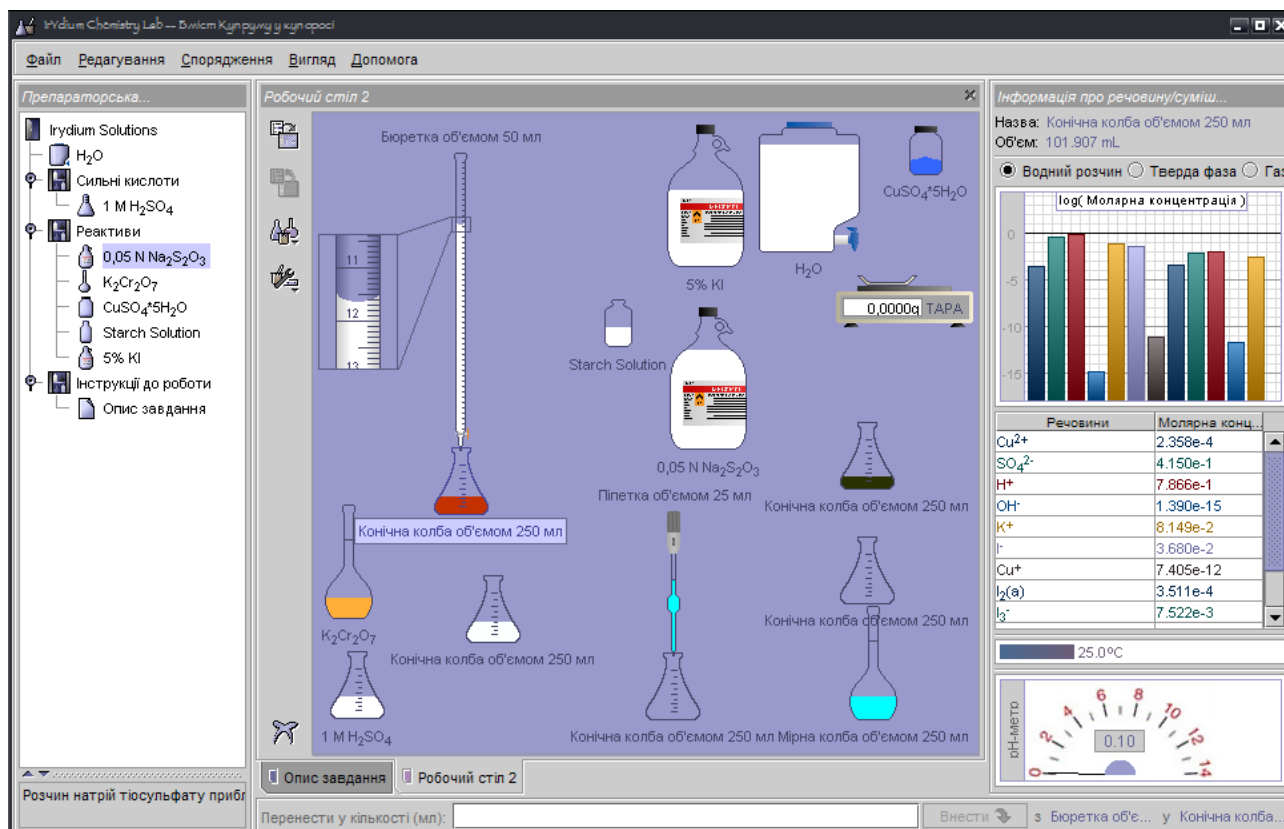 IrYdium Chemistry Lab -- Вміст Купруму у купоросі
Файл Редагування Спорядження Вигляд Допомога
Препараторська...
Irydium Solutions
H₂O
Сильні кислоти
1 M H₂SO₄
Реактиви
0,05 N Na₂S₂O₃
K₂Cr₂O₇
CuSO₄*5H₂O
Starch Solution
5% KI
Інструкції до роботи
Опис завдання
Розчин натрій тіосульфату прибл
Робочий стіл 2
Бюретка об'ємом 50 мл
11
12
13
5% KI
H₂O
CuSO₄*5H₂O
0,0000g ТАРА
Starch Solution
0,05 N Na₂S₂O₃
Піпетка об'ємом 25 мл
Конічна колба об'ємом 250 мл
Конічна колба об'ємом 250 мл
K₂Cr₂O₇
Конічна колба об'ємом 250 мл
Конічна колба об'ємом 250 мл
1 M H₂SO₄
Конічна колба об'ємом 250 мл
Мірна колба об'ємом 250 мл
Опис завдання
Робочий стіл 2
Перенести у кількості (мл):
Внести
з Бюретка об'є... у Конічна колба...
Інформація про речовину/суміш...
Назва: Конічна колба об'ємом 250 мл
Об'єм: 101.907 mL
Водний розчин Тверда фаза Газ
log( Молярна концентрація )
0
-5
-10
-15
Речовини Молярна конц...
Cu²⁺ 2.358e-4
SO₄²⁻ 4.150e-1
H⁺ 7.866e-1
OH⁻ 1.390e-15
K⁺ 8.149e-2
I⁻ 3.680e-2
Cu⁺ 7.405e-12
I₂(a) 3.511e-4
I₃⁻ 7.522e-3
25.0ºC
pH-метр
0 2 4 6 8 10 12 14
0.10